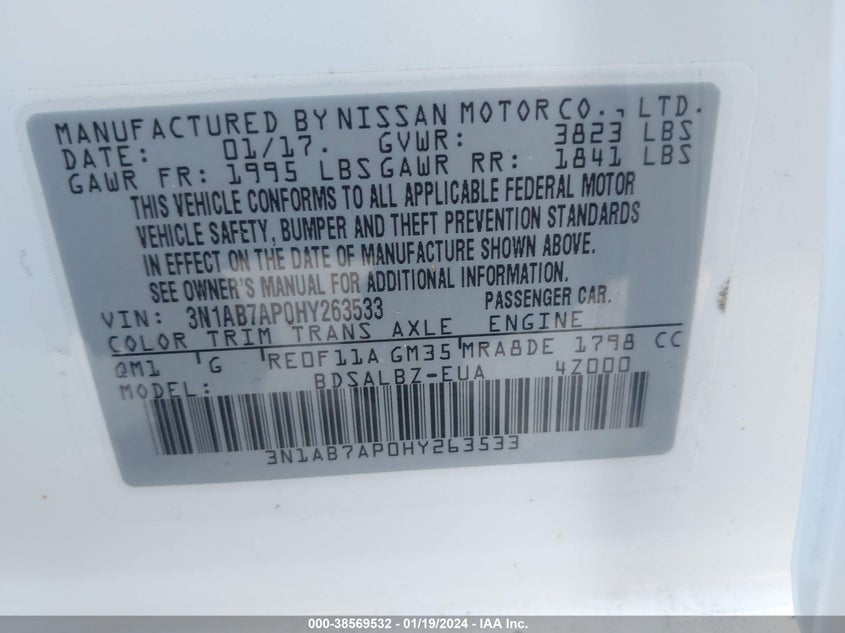 MANUFACTURED BY NISSAN MOTOR CO., LTD.
DATE: 01/17. GVWR: 3823 LBS
GAWR FR: 1995 LBS GAWR RR: 1841 LBS
THIS VEHICLE CONFORMS TO ALL APPLICABLE FEDERAL MOTOR
VEHICLE SAFETY, BUMPER AND THEFT PREVENTION STANDARDS
IN EFFECT ON THE DATE OF MANUFACTURE SHOWN ABOVE.
SEE OWNER'S MANUAL FOR ADDITIONAL INFORMATION.
VIN: 3N1AB7AP0HY263533 PASSENGER CAR.
COLOR TRIM TRANS AXLE ENGINE
QM1 G RE0F11A GM35 MRA8DE 1798 CC
MODEL: BDSALBZ-EUA 4Z000
3N1AB7AP0HY263533
000-38569532 - 01/19/2024 - IAA Inc.